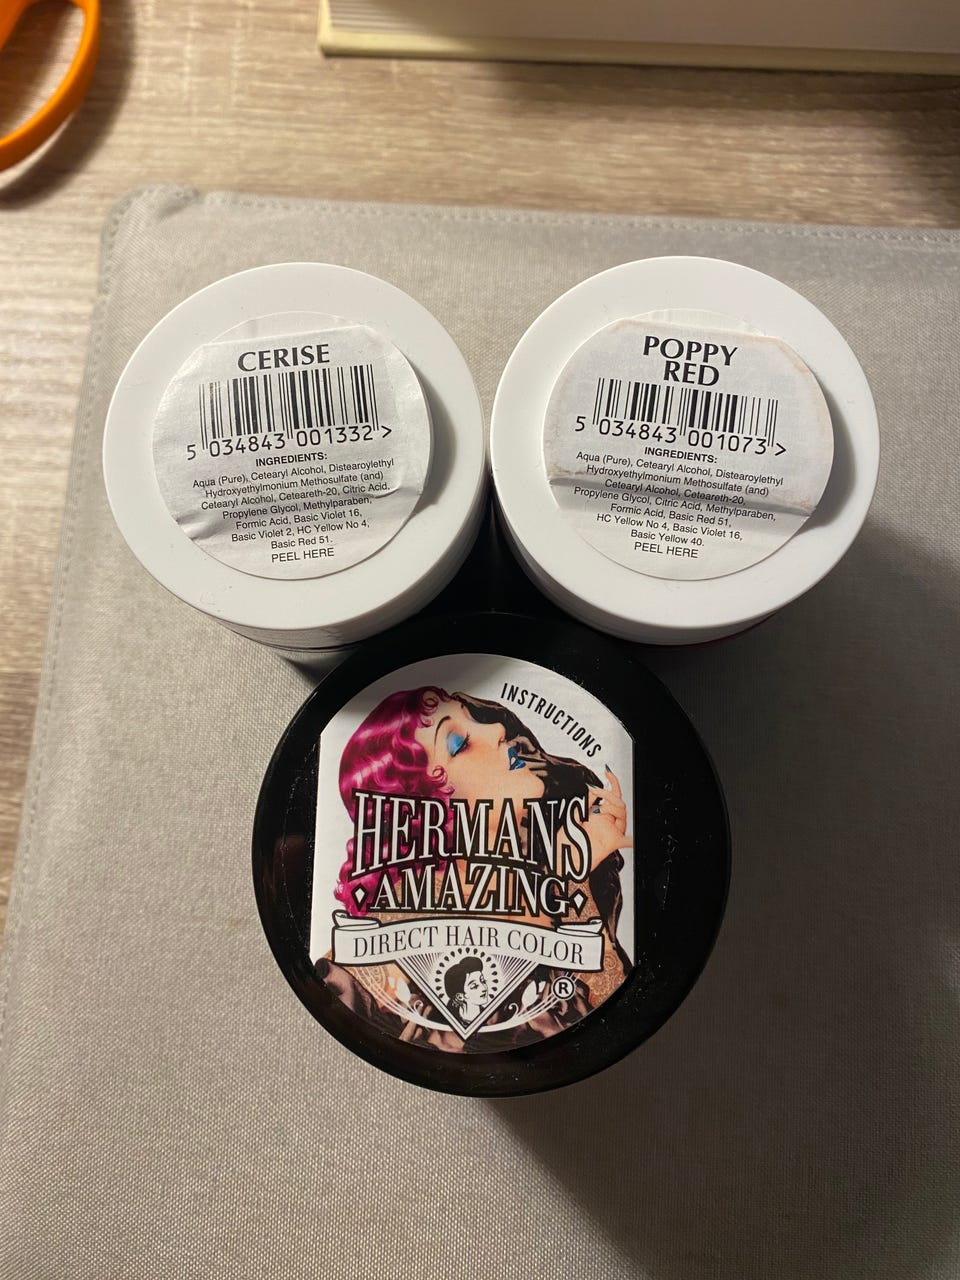 CERISE
5 034843 001332 >
INGREDIENTS:
Aqua (Pure), Cetearyl Alcohol, Distearoylethyl
Hydroxyethylmonium Methosulfate (and)
Cetearyl Alcohol, Ceteareth-20, Citric Acid,
Propylene Glycol, Methylparaben,
Formic Acid, Basic Violet 16,
Basic Violet 2, HC Yellow No 4,
Basic Red 51.
PEEL HERE
POPPY
RED
5 034843 001073 >
INGREDIENTS:
Aqua (Pure), Cetearyl Alcohol, Distearoylethyl
Hydroxyethylmonium Methosulfate (and)
Cetearyl Alcohol, Ceteareth-20,
Propylene Glycol, Citric Acid, Methylparaben,
Formic Acid, Basic Red 51,
HC Yellow No 4, Basic Violet 16,
Basic Yellow 40.
PEEL HERE
INSTRUCTIONS
HERMAN'S
AMAZING
DIRECT HAIR COLOR
®